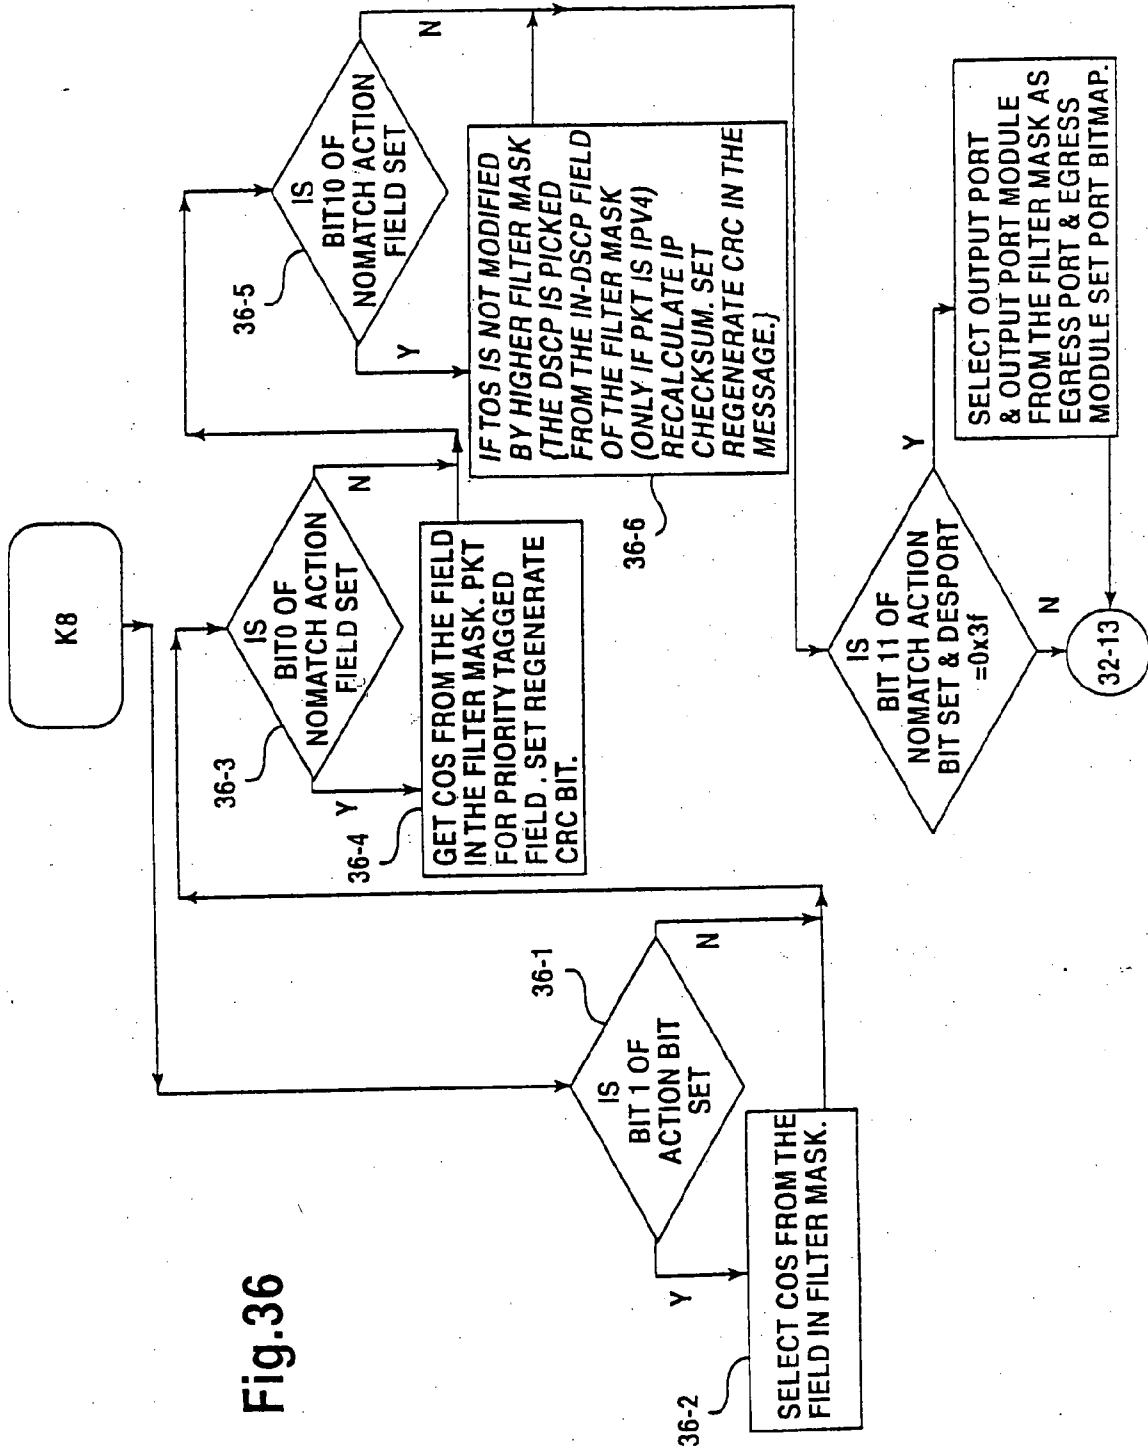 Fig.36
K8
IS
BIT 1 OF
ACTION BIT
SET
36-1
Y
N
SELECT COS FROM THE
FIELD IN FILTER MASK.
36-2
IS
BIT0 OF
NOMATCH ACTION
FIELD SET
36-3
Y
N
GET COS FROM THE FIELD
IN THE FILTER MASK. PKT
FOR PRIORITY TAGGED
FIELD . SET REGENERATE
CRC BIT.
36-4
IS
BIT10 OF
NOMATCH ACTION
FIELD SET
36-5
Y
N
IF TOS IS NOT MODIFIED
BY HIGHER FILTER MASK
{THE DSCP IS PICKED
FROM THE IN-DSCP FIELD
OF THE FILTER MASK
(ONLY IF PKT IS IPV4)
RECALCULATE IP
CHECKSUM. SET
REGENERATE CRC IN THE
MESSAGE.}
36-6
IS
BIT 11 OF
NOMATCH ACTION
BIT SET & DESPORT
=0x3f
Y
N
SELECT OUTPUT PORT
& OUTPUT PORT MODULE
FROM THE FILTER MASK AS
EGRESS PORT & EGRESS
MODULE SET PORT BITMAP.
32-13